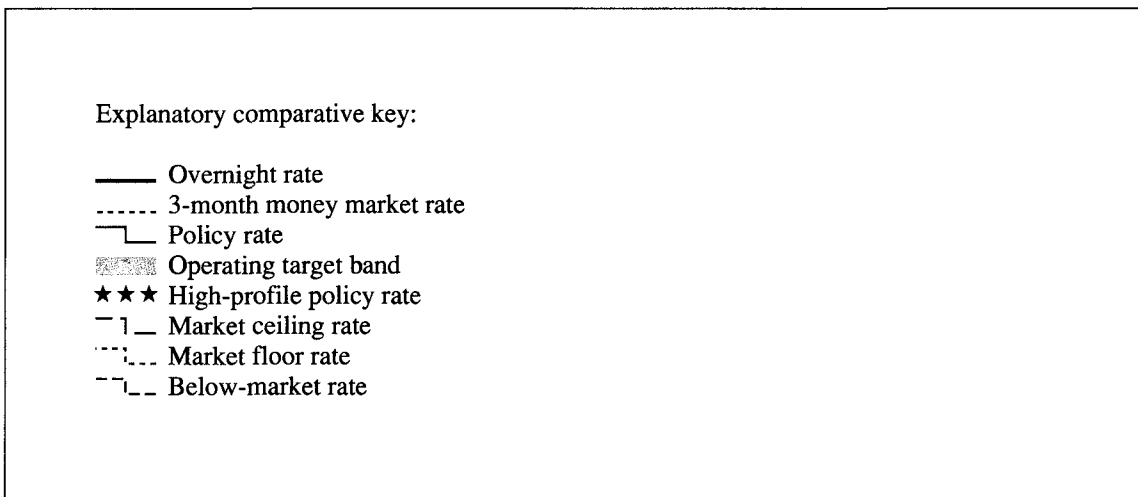 Explanatory comparative key:
Overnight rate
3-month money market rate
Policy rate
Operating target band
High-profile policy rate
Market ceiling rate
Market floor rate
Below-market rate